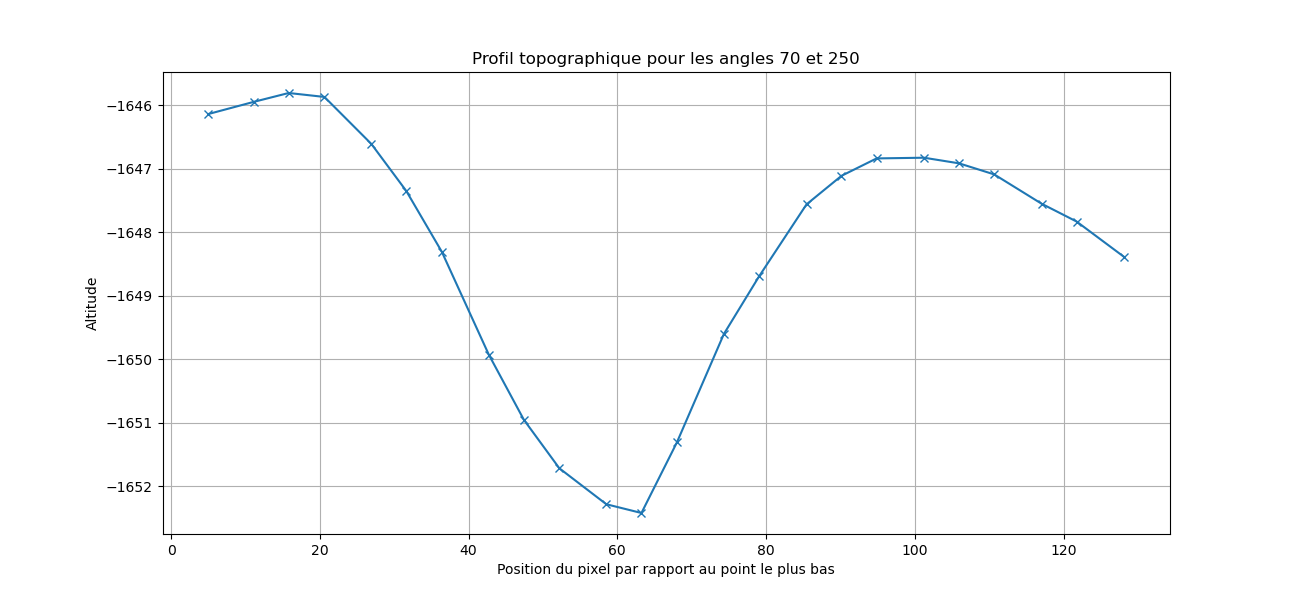 Profil topographique pour les angles 70 et 250
−1646
−1647
−1648
−1649
−1650
−1651
−1652
Altitude
0 20 40 60 80 100 120
Position du pixel par rapport au point le plus bas